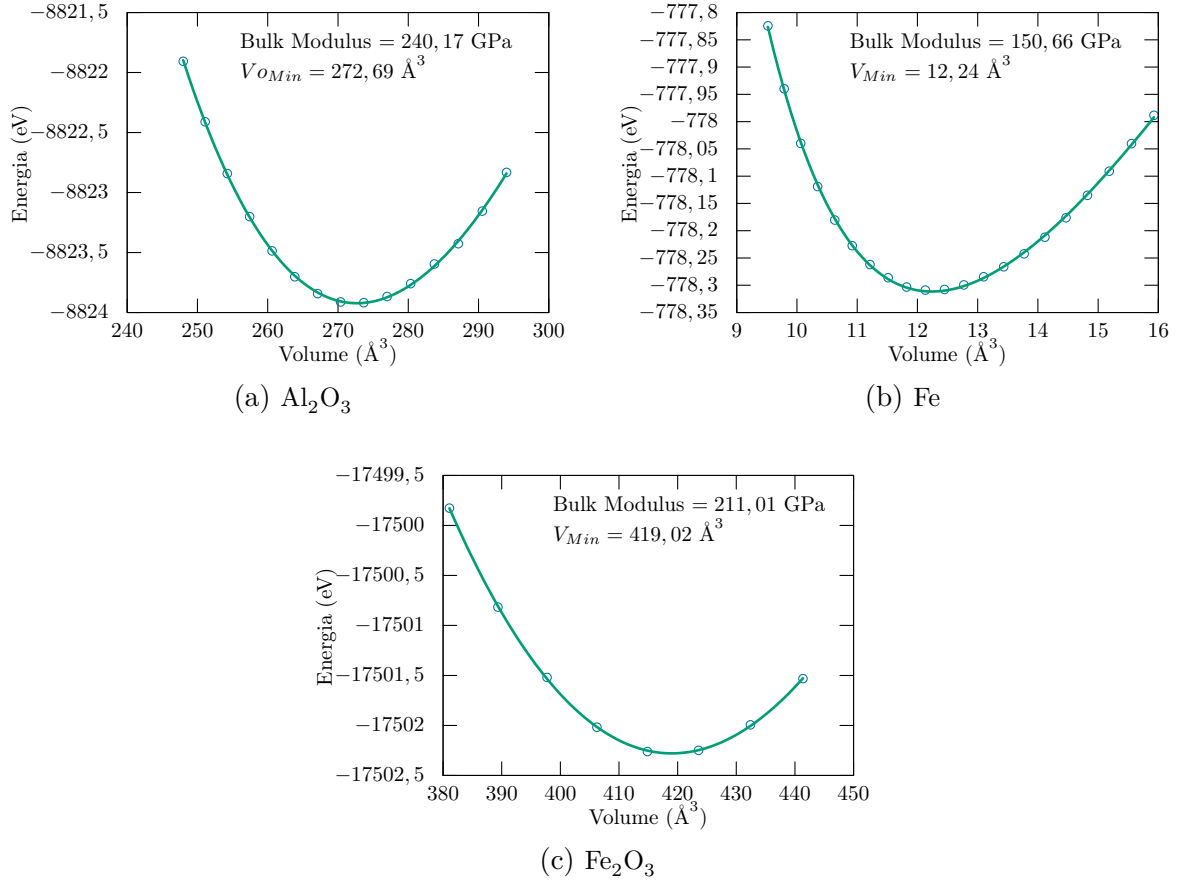 −8821, 5
−8822
−8822, 5
−8823
−8823, 5
−8824
Energia (eV)
Bulk Modulus = 240, 17 GPa
Vo_Min = 272, 69 Å³
240 250 260 270 280 290 300
Volume (Å³)
(a) Al₂O₃
−777, 8
−777, 85
−777, 9
−777, 95
−778
−778, 05
−778, 1
−778, 15
−778, 2
−778, 25
−778, 3
−778, 35
Energia (eV)
Bulk Modulus = 150, 66 GPa
V_Min = 12, 24 Å³
9 10 11 12 13 14 15 16
Volume (Å³)
(b) Fe
−17499, 5
−17500
−17500, 5
−17501
−17501, 5
−17502
−17502, 5
Energia (eV)
Bulk Modulus = 211, 01 GPa
V_Min = 419, 02 Å³
380 390 400 410 420 430 440 450
Volume (Å³)
(c) Fe₂O₃